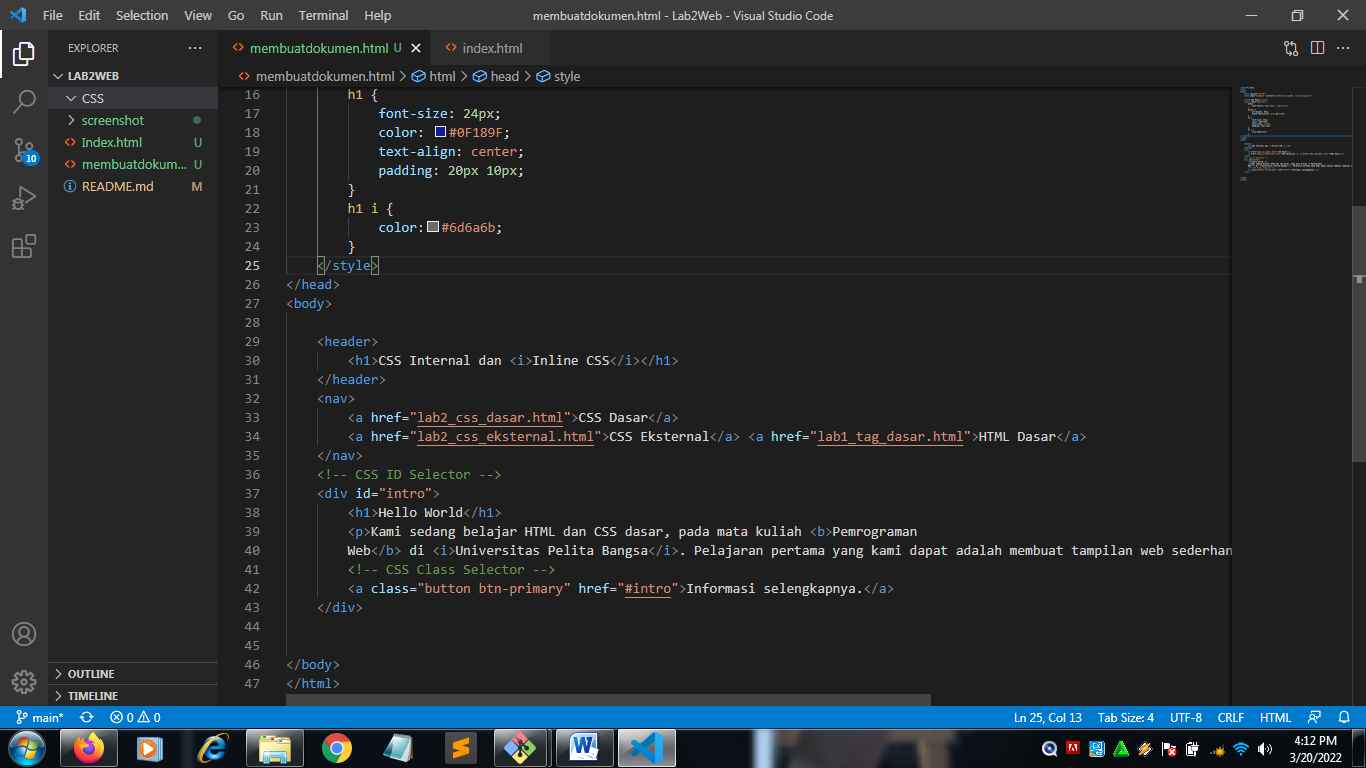 File Edit Selection View Go Run Terminal Help membuatdokumen.html - Lab2Web - Visual Studio Code
EXPLORER
membuatdokumen.html U
index.html
LAB2WEB
membuatdokumen.html > html > head > style
CSS
screenshot
Index.html U
membuatdokum... U
README.md M
10
16 h1 {
17 font-size: 24px;
18 color: #0F189F;
19 text-align: center;
20 padding: 20px 10px;
21 }
22 h1 i {
23 color:#6d6a6b;
24 }
25 </style>
26 </head>
27 <body>
28
29 <header>
30 <h1>CSS Internal dan <i>Inline CSS</i></h1>
31 </header>
32 <nav>
33 <a href="lab2_css_dasar.html">CSS Dasar</a>
34 <a href="lab2_css_eksternal.html">CSS Eksternal</a> <a href="lab1_tag_dasar.html">HTML Dasar</a>
35 </nav>
36 <!-- CSS ID Selector -->
37 <div id="intro">
38 <h1>Hello World</h1>
39 <p>Kami sedang belajar HTML dan CSS dasar, pada mata kuliah <b>Pemrograman
40 Web</b> di <i>Universitas Pelita Bangsa</i>. Pelajaran pertama yang kami dapat adalah membuat tampilan web sederhan
41 <!-- CSS Class Selector -->
42 <a class="button btn-primary" href="#intro">Informasi selengkapnya.</a>
43 </div>
44
45
46 </body>
47 </html>
OUTLINE
TIMELINE
main* 0 0 Ln 25, Col 13 Tab Size: 4 UTF-8 CRLF HTML
4:12 PM
3/20/2022